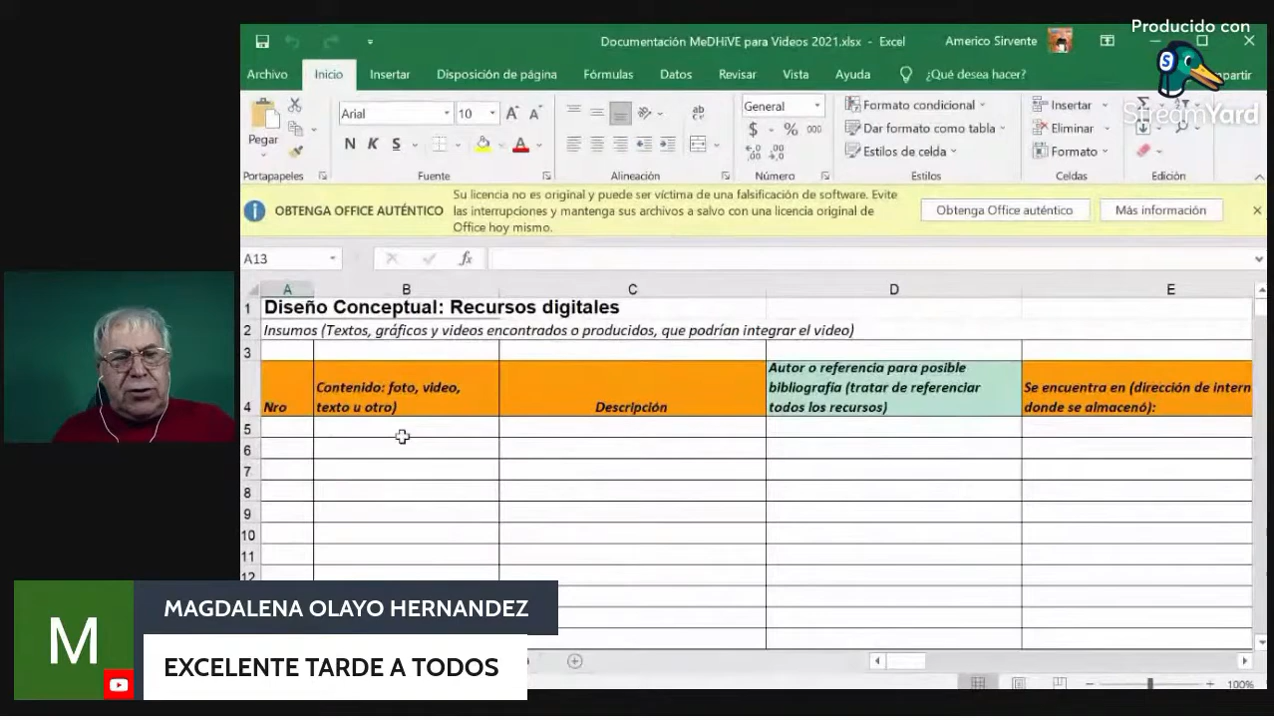 Producido con
StreamYard
Documentación MeDHiVE para Videos 2021.xlsx - Excel
Americo Sirvente
Archivo
Inicio
Insertar
Disposición de página
Fórmulas
Datos
Revisar
Vista
Ayuda
¿Qué desea hacer?
partir
Pegar
Arial
10
N K S
General
$ % 000
Formato condicional
Dar formato como tabla
Estilos de celda
Insertar
Eliminar
Formato
Portapapeles
Fuente
Alineación
Número
Estilos
Celdas
Edición
OBTENGA OFFICE AUTÉNTICO
Su licencia no es original y puede ser víctima de una falsificación de software. Evite
las interrupciones y mantenga sus archivos a salvo con una licencia original de
Office hoy mismo.
Obtenga Office auténtico
Más información
A13
fx
A B C D E
1 Diseño Conceptual: Recursos digitales
2 Insumos (Textos, gráficos y videos encontrados o producidos, que podrían integrar el video)
3
4
Nro
Contenido: foto, video,
texto u otro)
Descripción
Autor o referencia para posible
bibliografía (tratar de referenciar
todos los recursos)
Se encuentra en (dirección de intern
donde se almacenó):
5
6
7
8
9
10
11
12
M
MAGDALENA OLAYO HERNANDEZ
EXCELENTE TARDE A TODOS
100%